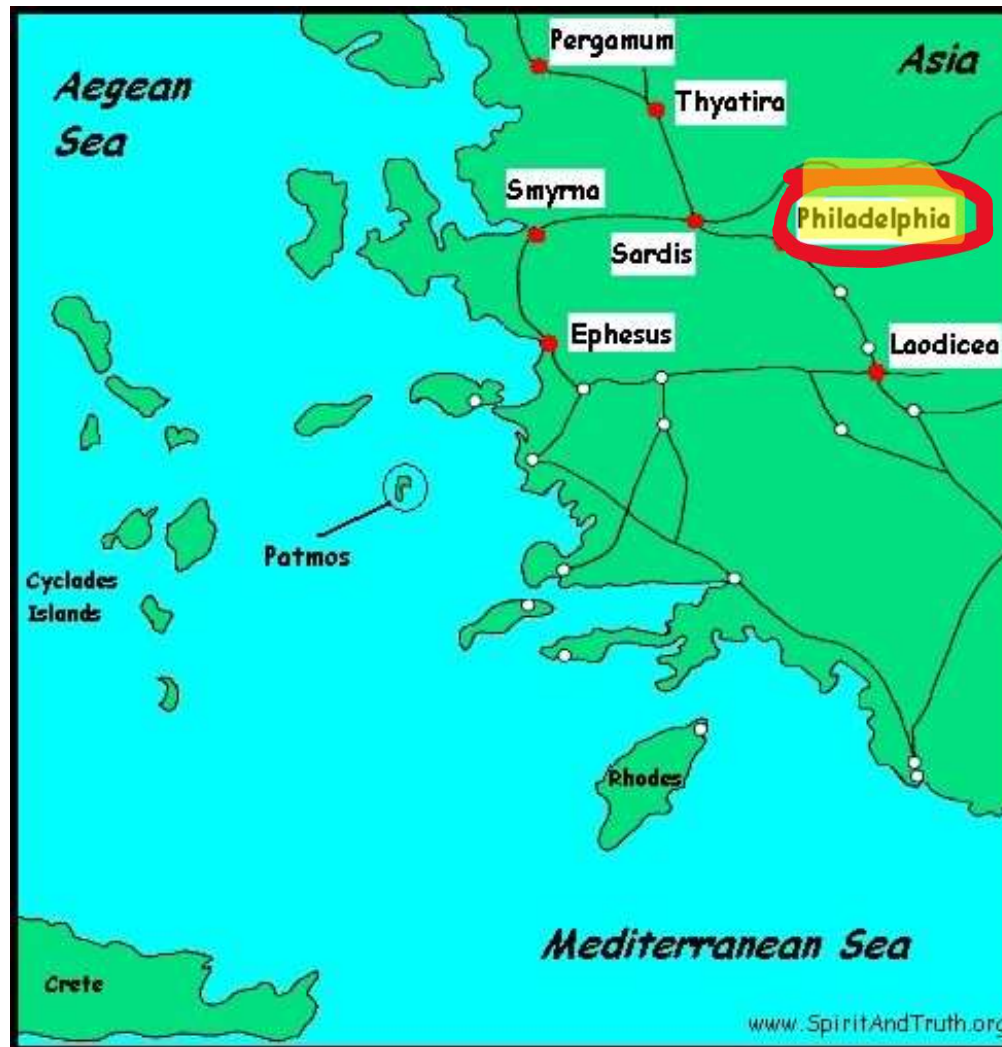 Pergamum
Asia
Aegean
Sea
Thyatira
Smyrna
Philadelphia
Sardis
Ephesus
Laodicea
Patmos
Cyclades
Islands
Rhodes
Mediterranean Sea
Crete
www.SpiritAndTruth.org